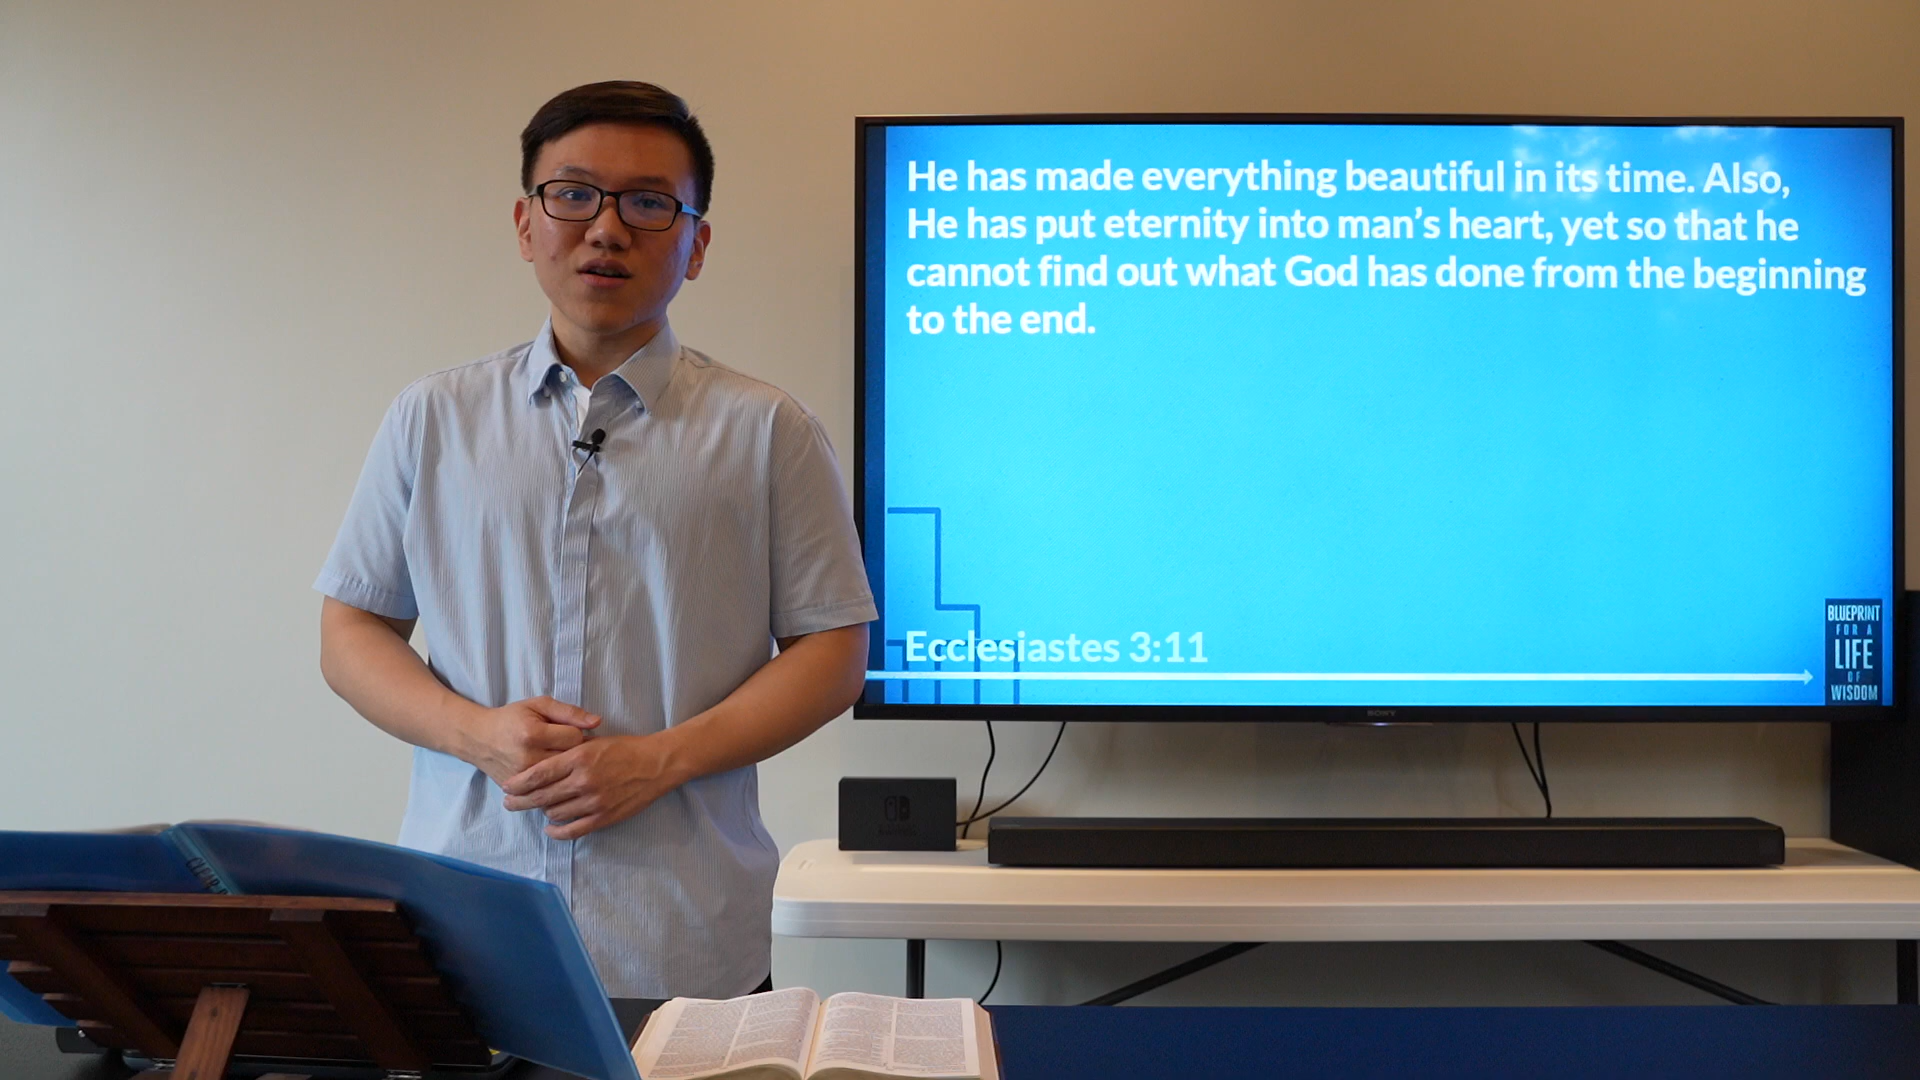 He has made everything beautiful in its time. Also,
He has put eternity into man's heart, yet so that he
cannot find out what God has done from the beginning
to the end.
Ecclesiastes 3:11
BLUEPRINT
FOR A
LIFE
OF
WISDOM
SONY